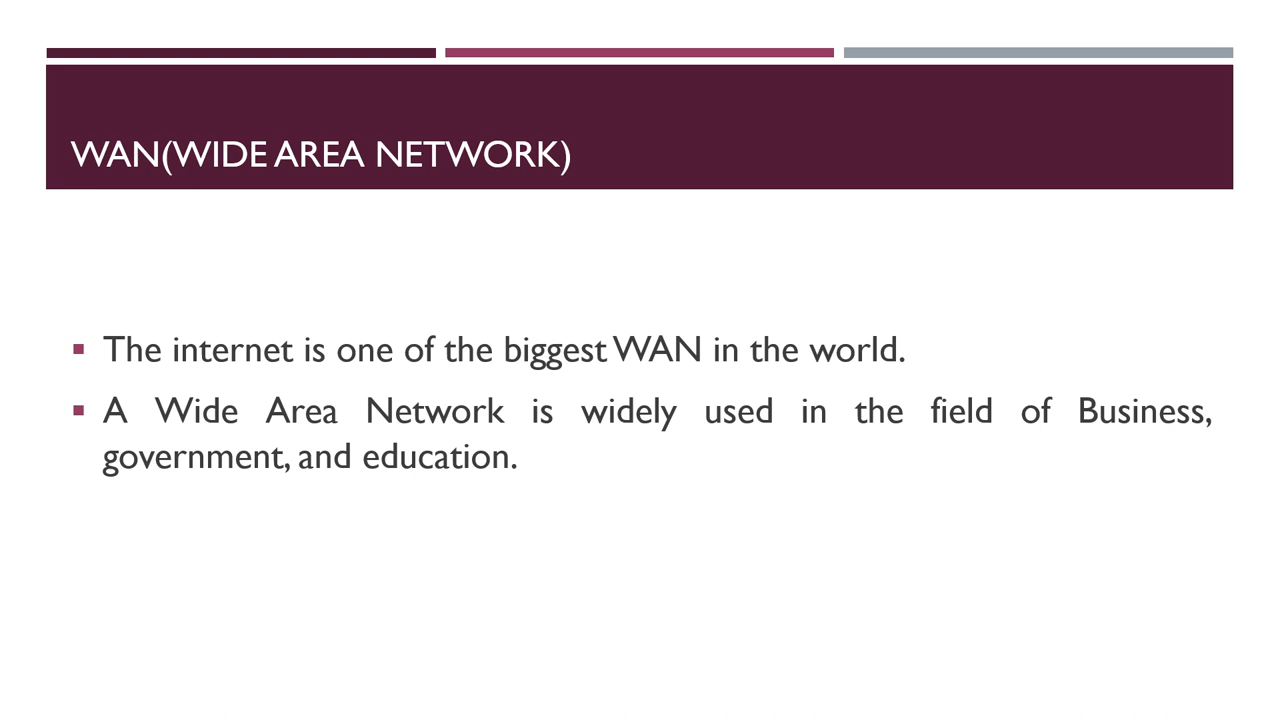 WAN(WIDE AREA NETWORK)
▪ The internet is one of the biggest WAN in the world.
▪ A Wide Area Network is widely used in the field of Business,
government, and education.